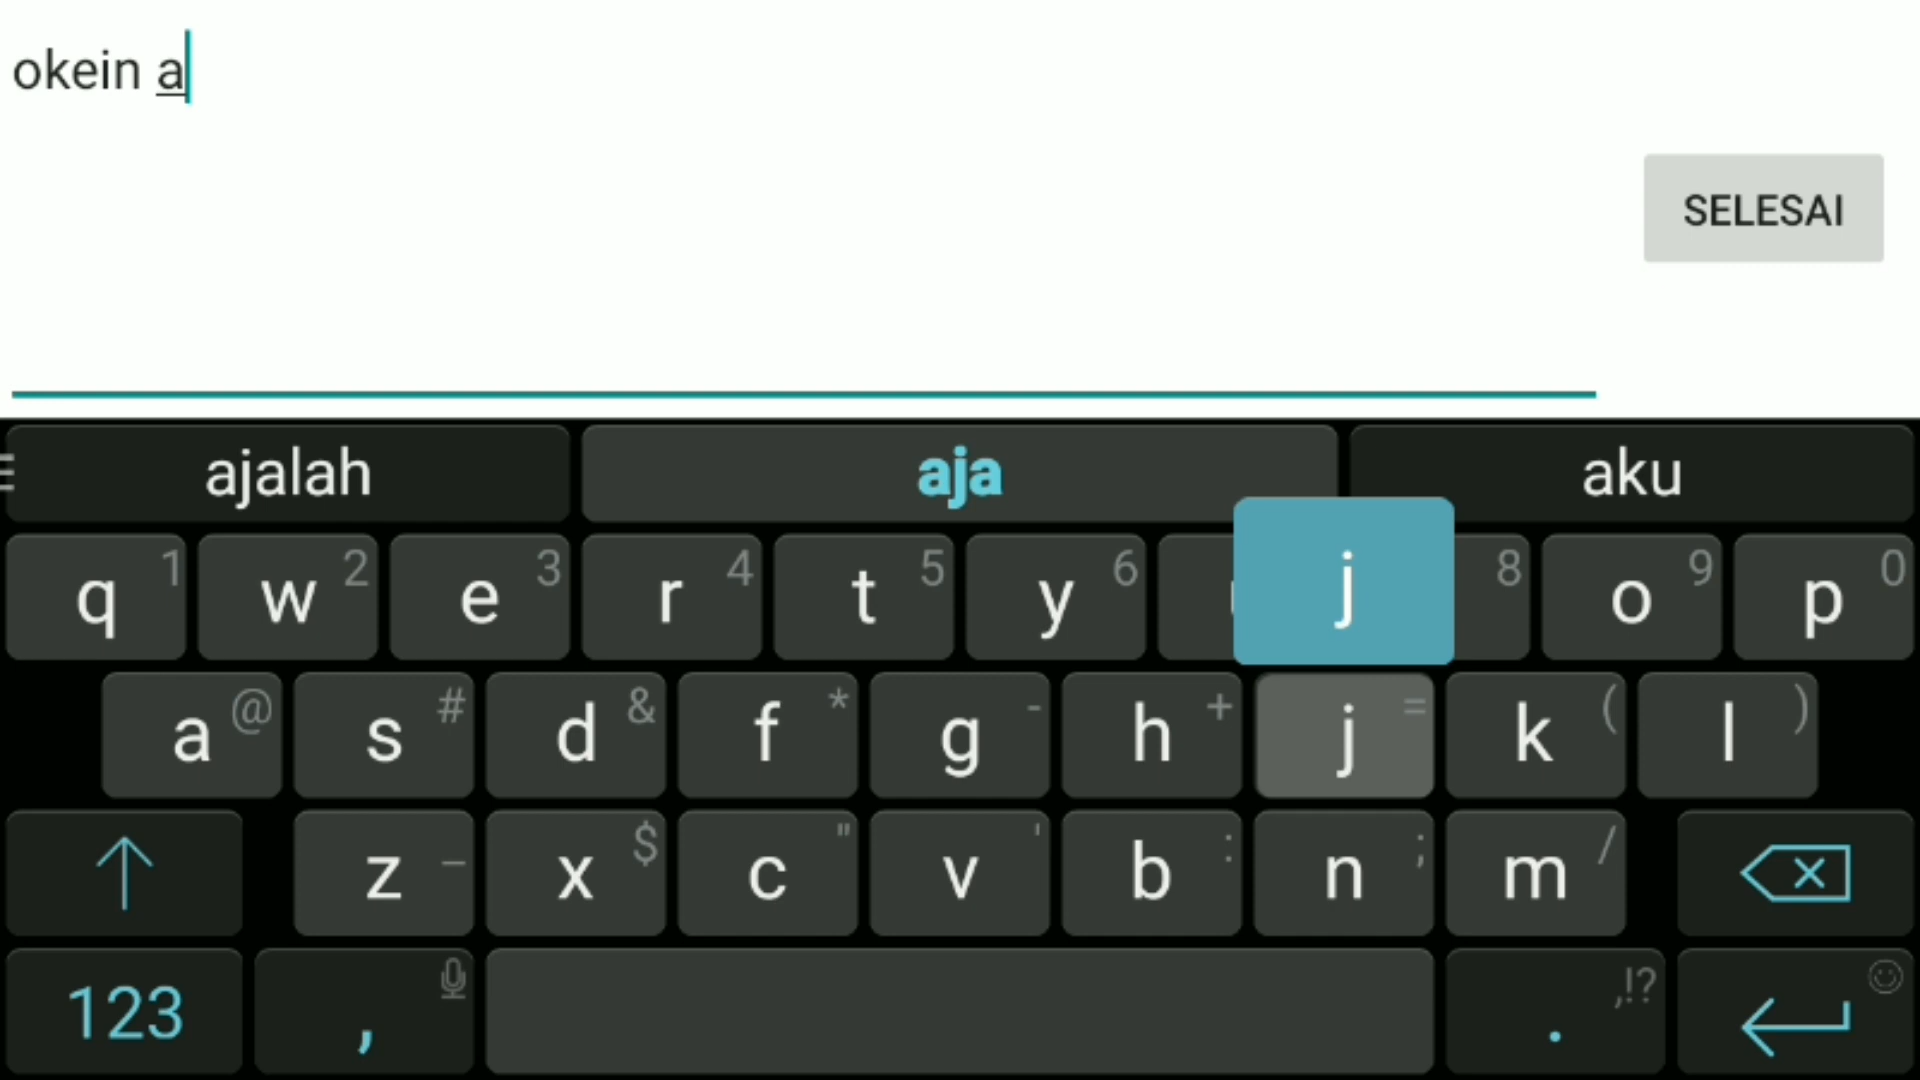 okein a
SELESAI
ajalah aja aku
q 1 w 2 e 3 r 4 t 5 y 6 j 8 o 9 p 0
a @ s # d & f * g - h + j = k ( l )
z _ x $ c " v ' b : n ; m /
123 , . ,!?